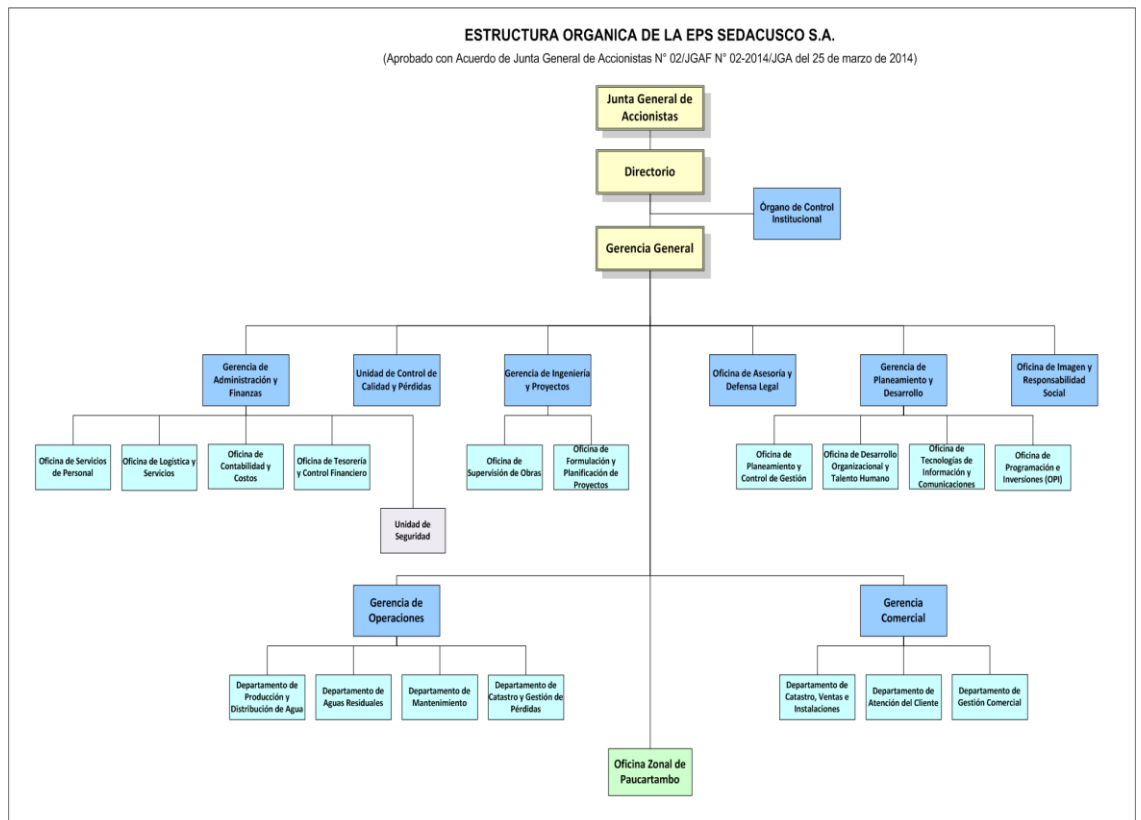 ESTRUCTURA ORGANICA DE LA EPS SEDACUSCO S.A.
(Aprobado con Acuerdo de Junta General de Accionistas N° 02/JGAF N° 02-2014/JGA del 25 de marzo de 2014)
Junta General de
Accionistas
Directorio
Órgano de Control
Institucional
Gerencia General
Gerencia de
Administración y
Finanzas
Unidad de Control de
Calidad y Pérdidas
Gerencia de Ingeniería
y Proyectos
Oficina de Asesoría y
Defensa Legal
Gerencia de
Planeamiento y
Desarrollo
Oficina de Imagen y
Responsabilidad
Social
Oficina de Servicios
de Personal
Oficina de Logística y
Servicios
Oficina de
Contabilidad y
Costos
Oficina de Tesorería
y Control Financiero
Oficina de
Supervisión de Obras
Oficina de
Formulación y
Planificación de
Proyectos
Oficina de
Planeamiento y
Control de Gestión
Oficina de Desarrollo
Organizacional y
Talento Humano
Oficina de
Tecnologías de
Información y
Comunicaciones
Oficina de
Programación e
Inversiones (OPI)
Unidad de
Seguridad
Gerencia de
Operaciones
Gerencia
Comercial
Departamento de
Producción y
Distribución de Agua
Departamento de
Aguas Residuales
Departamento de
Mantenimiento
Departamento de
Catastro y Gestión de
Pérdidas
Departamento de
Catastro, Ventas e
Instalaciones
Departamento de
Atención del Cliente
Departamento de
Gestión Comercial
Oficina Zonal de
Paucartambo